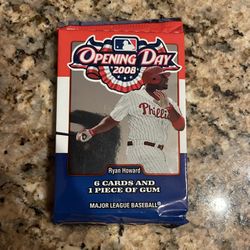 OPENING DAY
2008
Phillies
Ryan Howard
6 CARDS AND
1 PIECE OF GUM
MAJOR LEAGUE BASEBALL